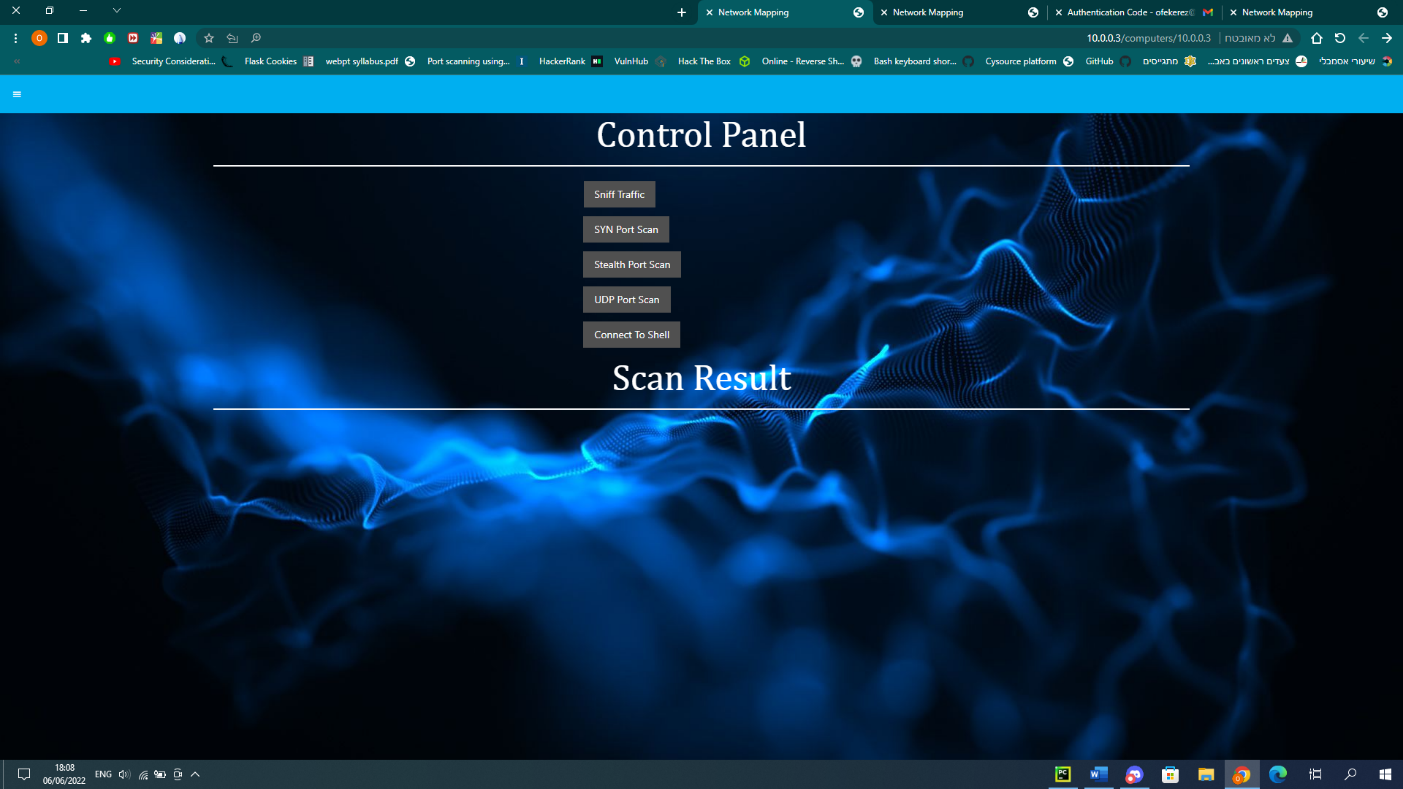 Network Mapping
Network Mapping
Authentication Code - ofekerez@
Network Mapping
10.0.0.3/computers/10.0.0.3
לא מאובטח
Security Considerati...
Flask Cookies
webpt syllabus.pdf
Port scanning using...
HackerRank
VulnHub
Hack The Box
Online - Reverse Sh...
Bash keyboard shor...
Cysource platform
GitHub
מתגייסים
צעדים ראשונים באב...
שיעורי אסמבלי
Control Panel
Sniff Traffic
SYN Port Scan
Stealth Port Scan
UDP Port Scan
Connect To Shell
Scan Result
18:08
06/06/2022
ENG